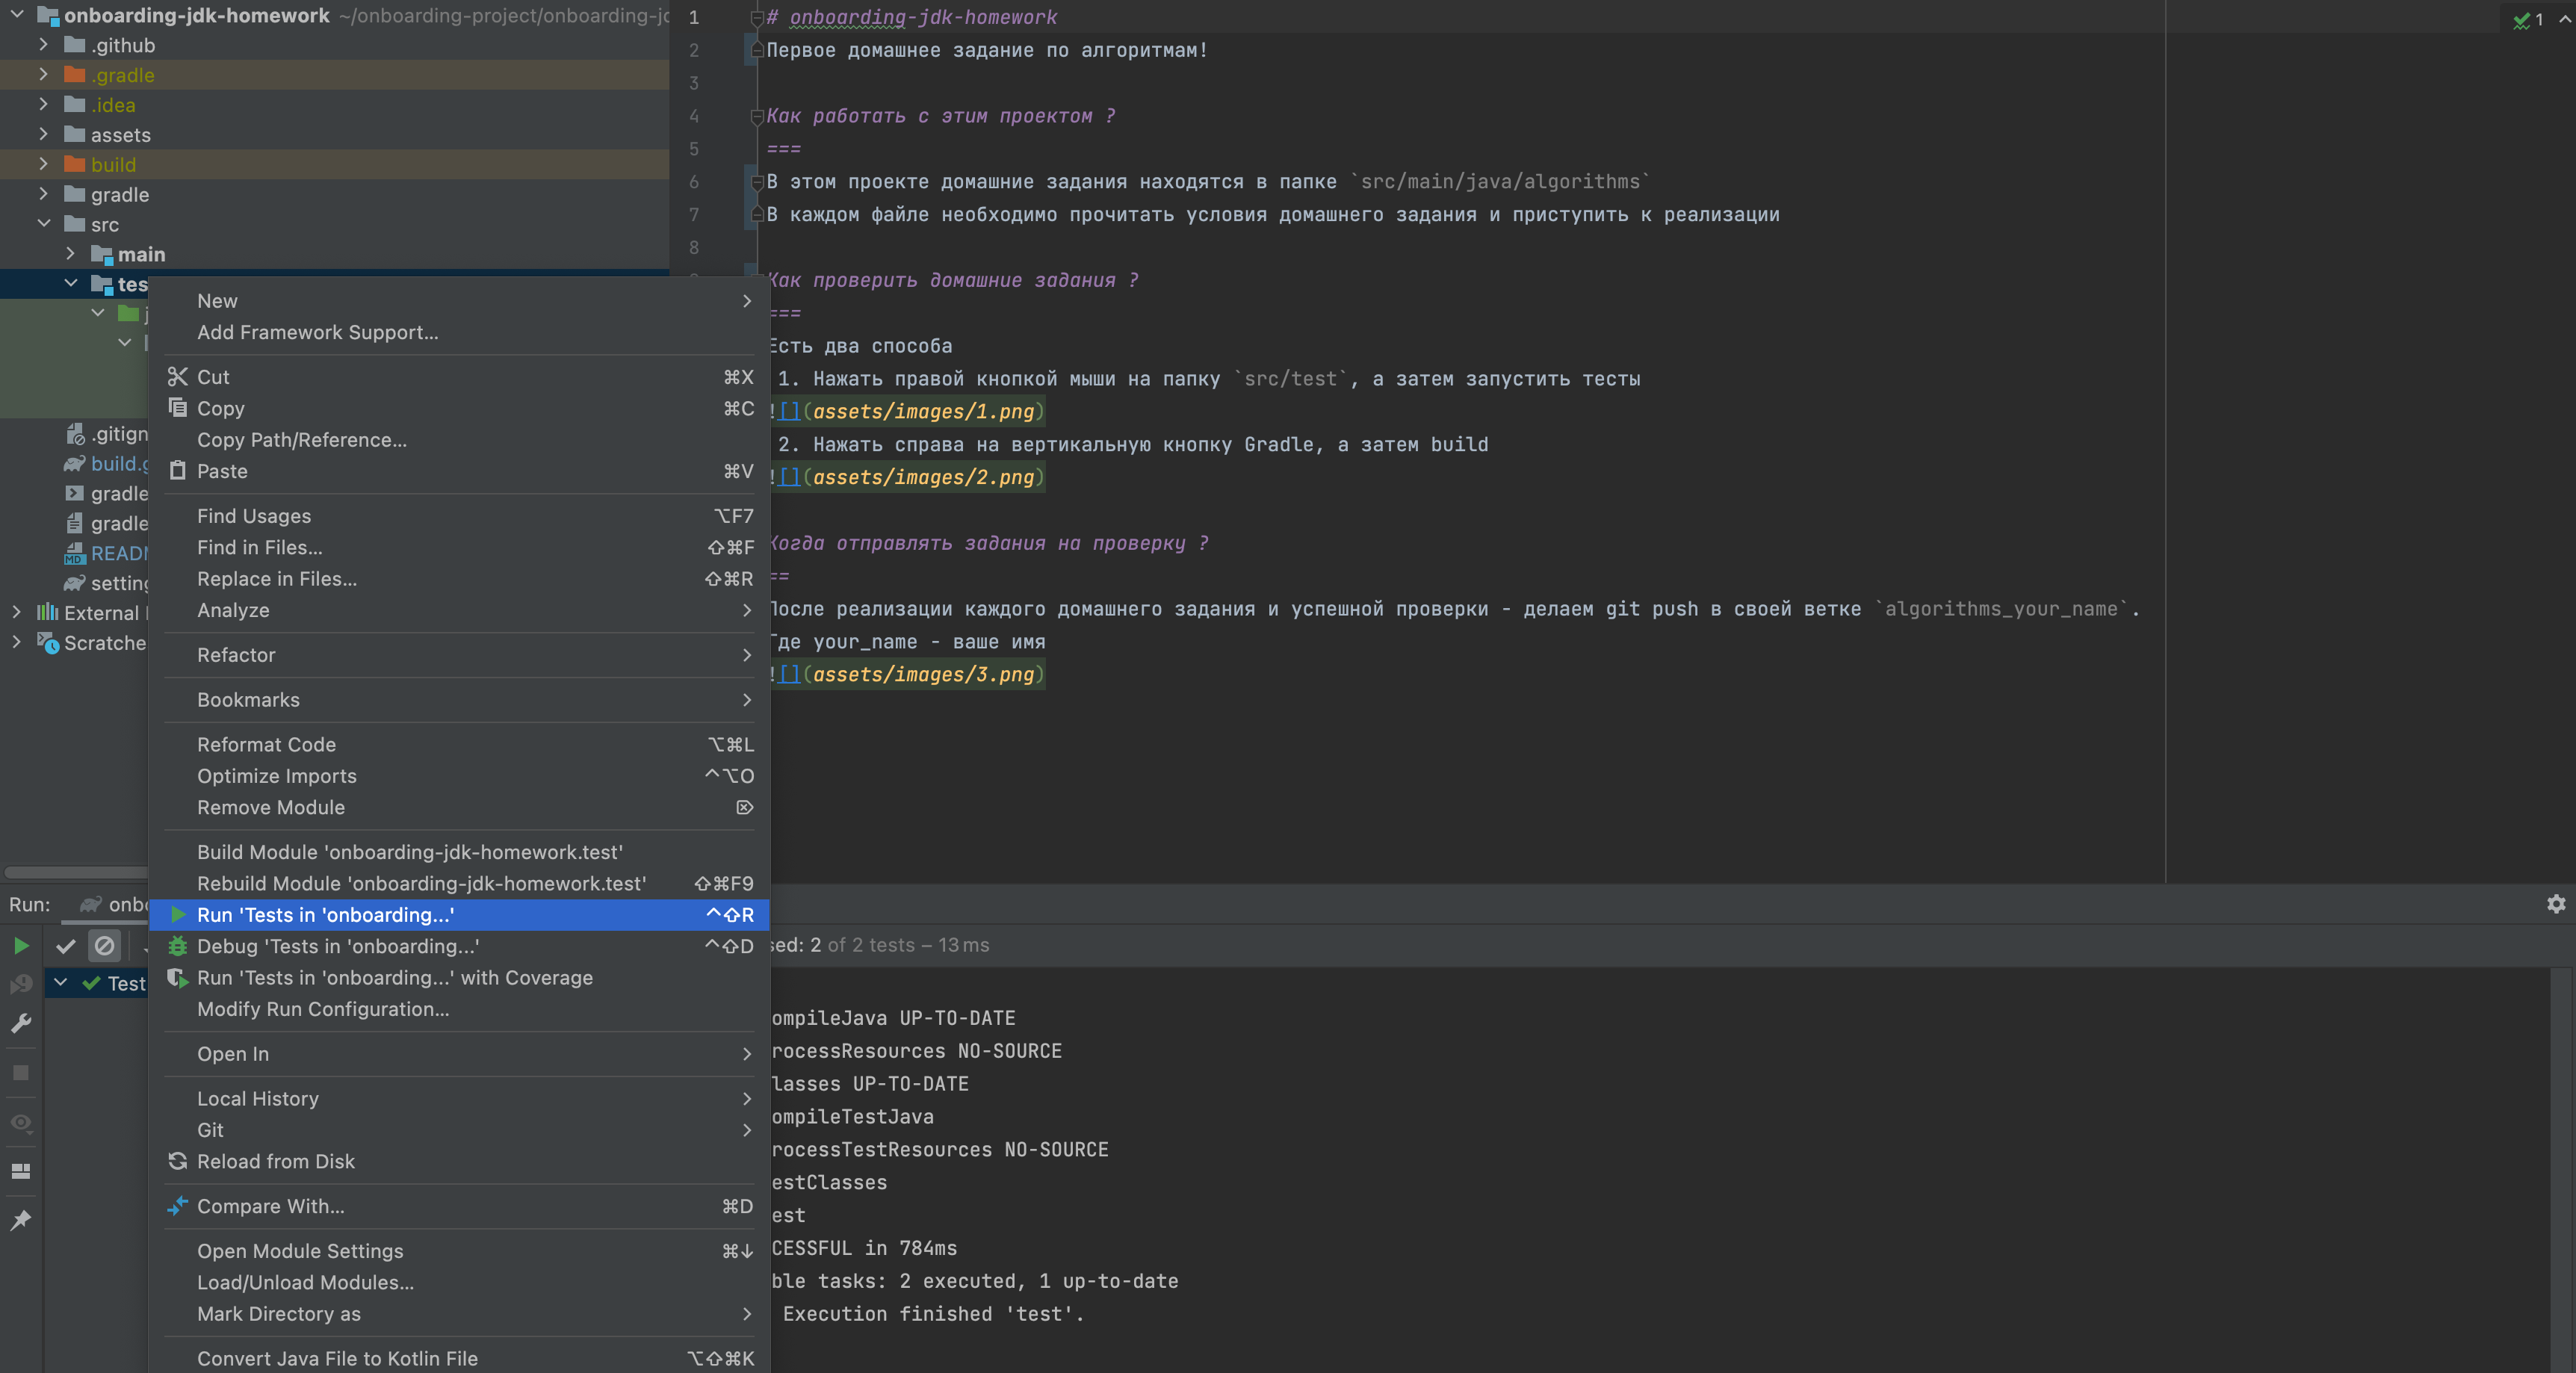 onboarding-jdk-homework ~/onboarding-project/onboarding-jc
.github
.gradle
.idea
assets
build
gradle
src
main
tes
.gitign
build.g
gradle
gradle
READ
setting
External
Scratche
1 # onboarding-jdk-homework
2 Первое домашнее задание по алгоритмам!
3
4 Как работать с этим проектом ?
5 ===
6 В этом проекте домашние задания находятся в папке `src/main/java/algorithms`
7 В каждом файле необходимо прочитать условия домашнего задания и приступить к реализации
8
Как проверить домашние задания ?
===
Есть два способа
1. Нажать правой кнопкой мыши на папку `src/test`, а затем запустить тесты
![](assets/images/1.png)
2. Нажать справа на вертикальную кнопку Gradle, а затем build
![](assets/images/2.png)
Когда отправлять задания на проверку ?
==
После реализации каждого домашнего задания и успешной проверки - делаем git push в своей ветке `algorithms_your_name`.
Где your_name - ваше имя
![](assets/images/3.png)
1
New
Add Framework Support...
Cut ⌘X
Copy ⌘C
Copy Path/Reference...
Paste ⌘V
Find Usages ⌥F7
Find in Files... ⇧⌘F
Replace in Files... ⇧⌘R
Analyze
Refactor
Bookmarks
Reformat Code ⌥⌘L
Optimize Imports ^⌥O
Remove Module ⌦
Build Module 'onboarding-jdk-homework.test'
Rebuild Module 'onboarding-jdk-homework.test' ⇧⌘F9
Run 'Tests in 'onboarding...' ^⇧R
Debug 'Tests in 'onboarding...' ^⇧D
Run 'Tests in 'onboarding...' with Coverage
Modify Run Configuration...
Open In
Local History
Git
Reload from Disk
Compare With... ⌘D
Open Module Settings ⌘↓
Load/Unload Modules...
Mark Directory as
Convert Java File to Kotlin File ⌥⇧⌘K
Run: onbo
Test
sed: 2 of 2 tests – 13 ms
ompileJava UP-TO-DATE
rocessResources NO-SOURCE
lasses UP-TO-DATE
ompileTestJava
rocessTestResources NO-SOURCE
estClasses
est
CESSFUL in 784ms
ble tasks: 2 executed, 1 up-to-date
Execution finished 'test'.